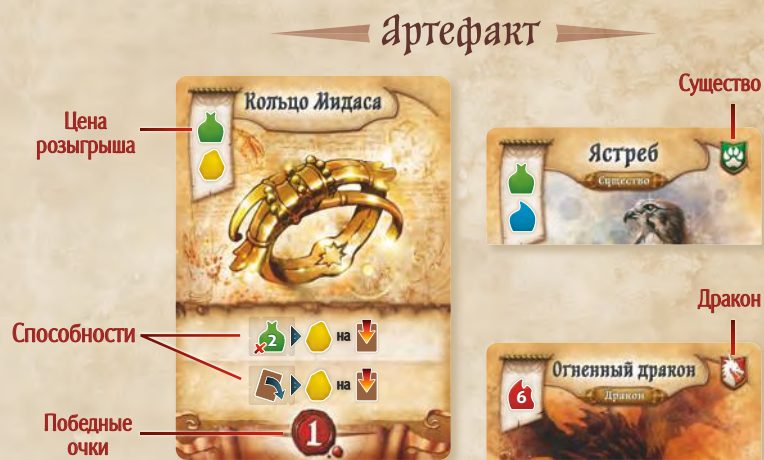 Артефакт
Цена
розыгрыша
Кольцо Мидаса
Способности
2
на
на
Победные
очки
1
Существо
Ястреб
Существо
Дракон
Огненный дракон
Дракон
6